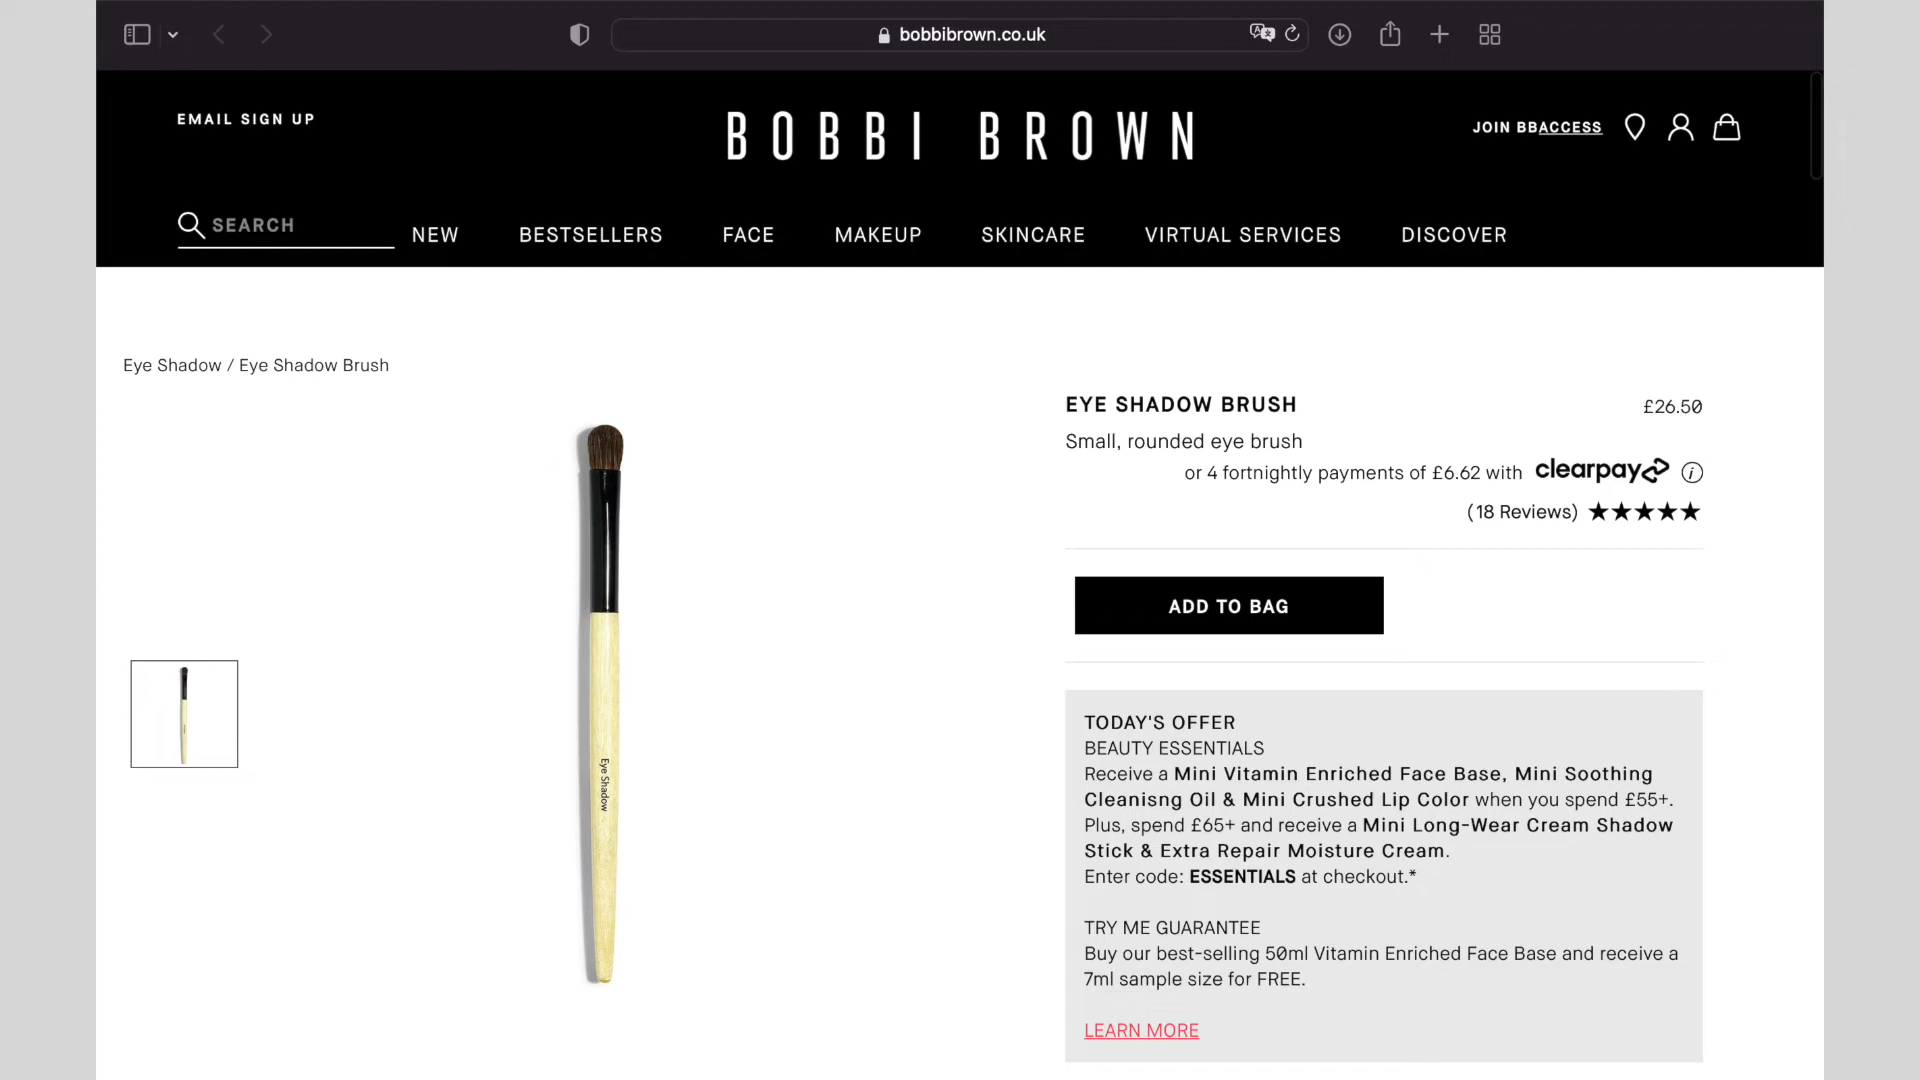 bobbibrown.co.uk
EMAIL SIGN UP
BOBBI BROWN
JOIN BBACCESS
SEARCH
NEW
BESTSELLERS
FACE
MAKEUP
SKINCARE
VIRTUAL SERVICES
DISCOVER
Eye Shadow / Eye Shadow Brush
EYE SHADOW BRUSH
£26.50
Small, rounded eye brush
or 4 fortnightly payments of £6.62 with clearpay i
(18 Reviews) ★★★★★
ADD TO BAG
Eye Shadow
TODAY'S OFFER
BEAUTY ESSENTIALS
Receive a Mini Vitamin Enriched Face Base, Mini Soothing
Cleanisng Oil & Mini Crushed Lip Color when you spend £55+.
Plus, spend £65+ and receive a Mini Long-Wear Cream Shadow
Stick & Extra Repair Moisture Cream.
Enter code: ESSENTIALS at checkout.*
TRY ME GUARANTEE
Buy our best-selling 50ml Vitamin Enriched Face Base and receive a
7ml sample size for FREE.
LEARN MORE